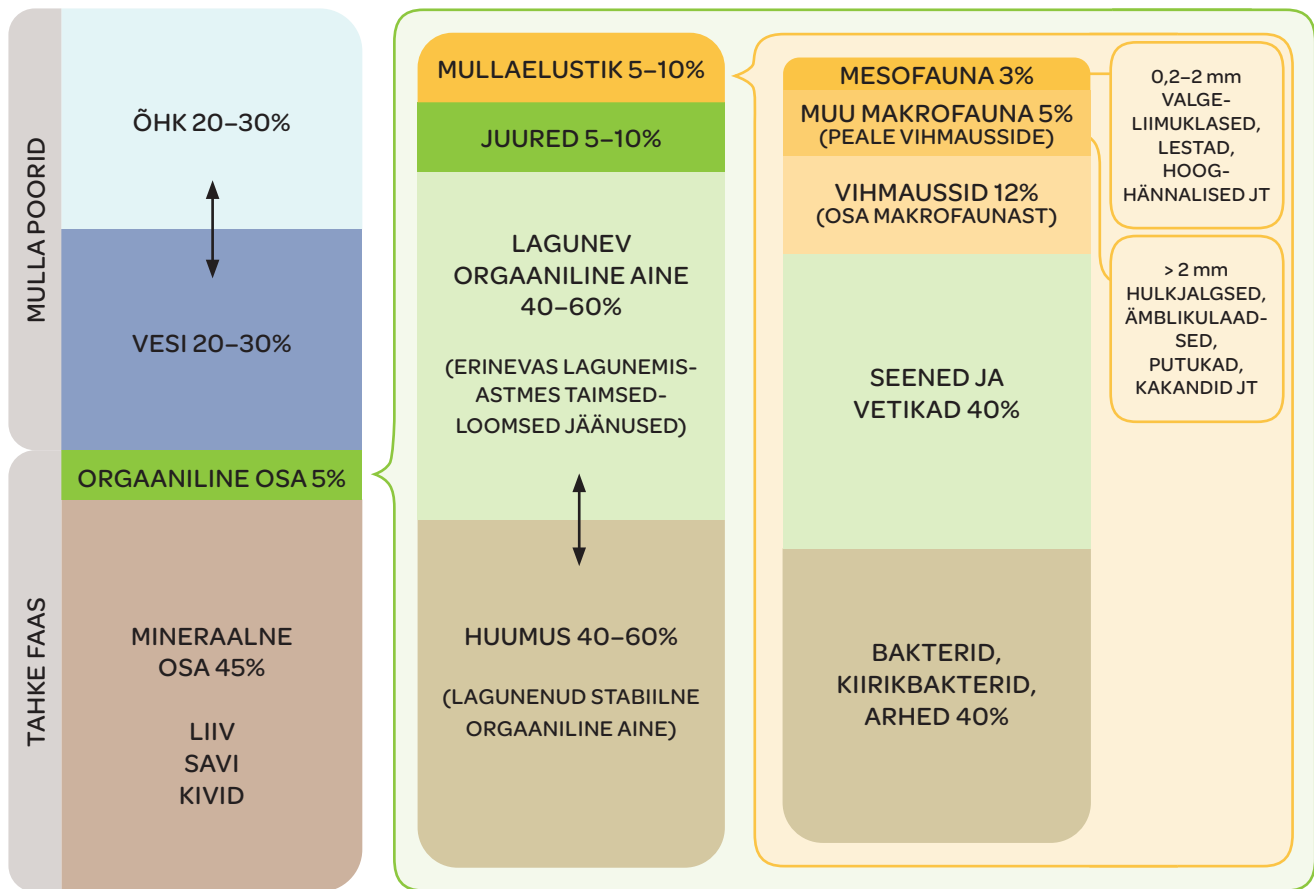 MULLA POORID
TAHKE FAAS
ÕHK 20–30%
VESI 20–30%
ORGAANILINE OSA 5%
MINERAALNE
OSA 45%
LIIV
SAVI
KIVID
MULLAELUSTIK 5–10%
JUURED 5–10%
LAGUNEV
ORGAANILINE AINE
40–60%
(ERINEVAS LAGUNEMIS-
ASTMES TAIMSED-
LOOMSED JÄÄNUSED)
HUUMUS 40–60%
(LAGUNENUD STABIILNE
ORGAANILINE AINE)
MESOFAUNA 3%
MUU MAKROFAUNA 5%
(PEALE VIHMAUSSIDE)
VIHMAUSSID 12%
(OSA MAKROFAUNAST)
SEENED JA
VETIKAD 40%
BAKTERID,
KIIRIKBAKTERID,
ARHED 40%
0,2–2 mm
VALGE-
LIIMUKLASED,
LESTAD,
HOOG-
HÄNNALISED JT
> 2 mm
HULKJALGSED,
ÄMBLIKULAAD-
SED,
PUTUKAD,
KAKANDID JT